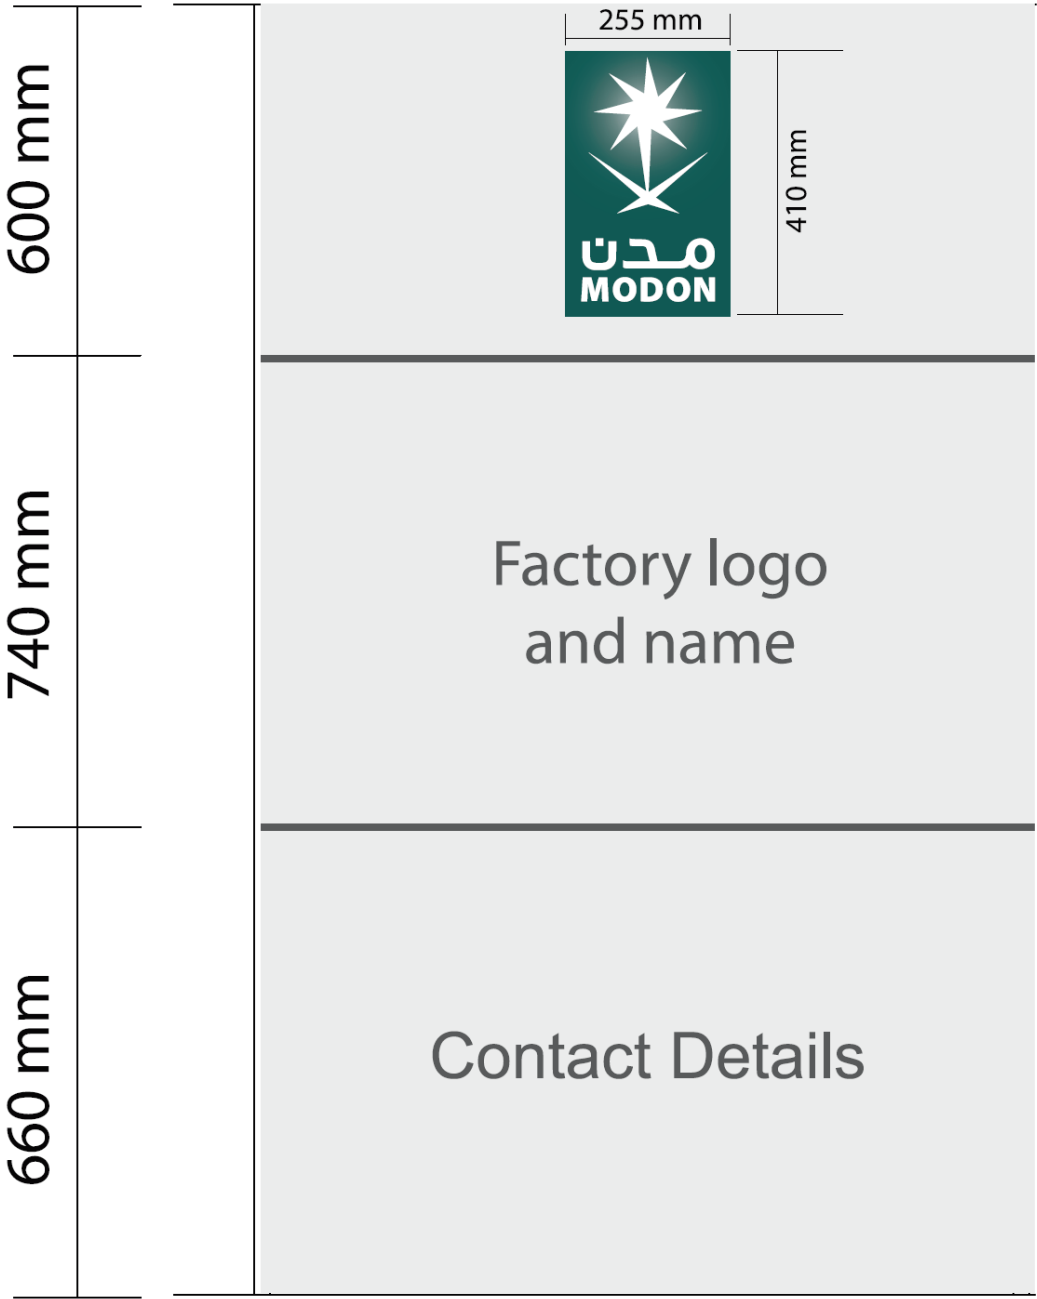 255 mm
600 mm
410 mm
مدن
MODON
740 mm
Factory logo
and name
660 mm
Contact Details